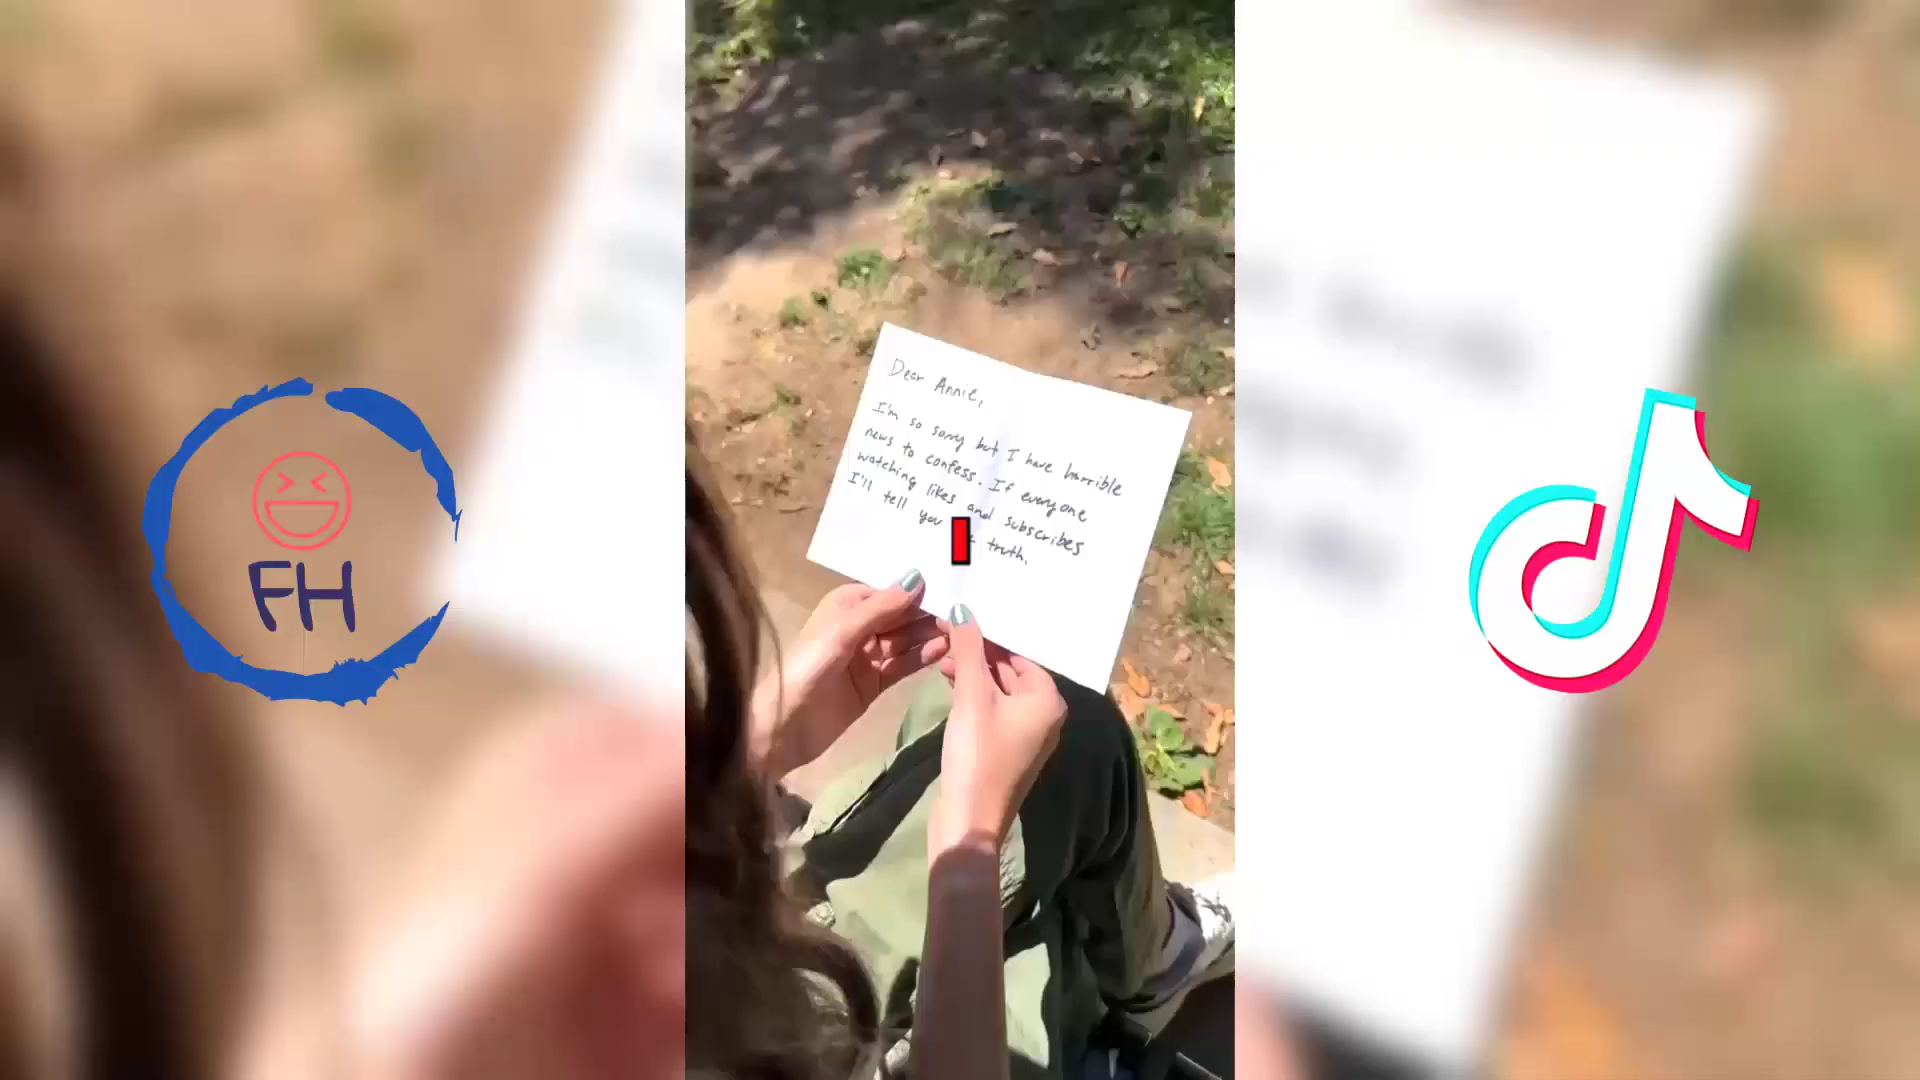 Dear Annie,
I'm so sorry but I have horrible
news to confess. If everyone
watching likes and subscribes
I'll tell you truth.
FH